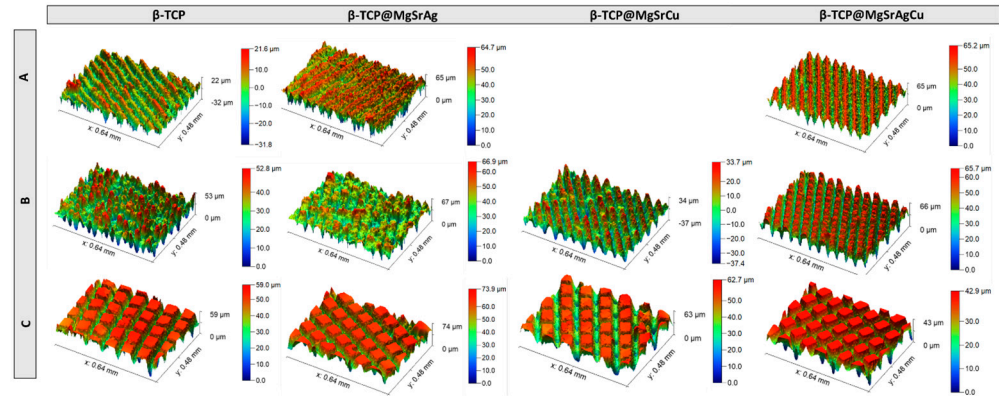 β-TCP β-TCP@MgSrAg β-TCP@MgSrCu β-TCP@MgSrAgCu
A
21.6 µm
10.0
0.0
−10.0
−20.0
−31.8
22 µm
−32 µm
x: 0.64 mm
y: 0.48 mm
64.7 µm
50.0
40.0
30.0
20.0
10.0
0.0
65 µm
0 µm
x: 0.64 mm
y: 0.48 mm
65.2 µm
50.0
40.0
30.0
20.0
10.0
0.0
65 µm
0 µm
x: 0.64 mm
y: 0.48 mm
B
52.8 µm
40.0
30.0
20.0
10.0
0.0
53 µm
0 µm
x: 0.64 mm
y: 0.48 mm
66.9 µm
60.0
50.0
40.0
30.0
20.0
10.0
0.0
67 µm
0 µm
x: 0.64 mm
y: 0.48 mm
33.7 µm
20.0
10.0
0.0
−10.0
−20.0
−30.0
−37.4
34 µm
−37 µm
x: 0.64 mm
y: 0.48 mm
65.7 µm
60.0
50.0
40.0
30.0
20.0
10.0
0.0
66 µm
0 µm
x: 0.64 mm
y: 0.48 mm
C
59.0 µm
50.0
40.0
30.0
20.0
10.0
0.0
59 µm
0 µm
x: 0.64 mm
y: 0.48 mm
73.9 µm
60.0
50.0
40.0
30.0
20.0
10.0
0.0
74 µm
0 µm
x: 0.64 mm
y: 0.48 mm
62.7 µm
50.0
40.0
30.0
20.0
10.0
0.0
63 µm
0 µm
x: 0.64 mm
y: 0.48 mm
42.9 µm
30.0
20.0
10.0
0.0
43 µm
0 µm
x: 0.64 mm
y: 0.48 mm